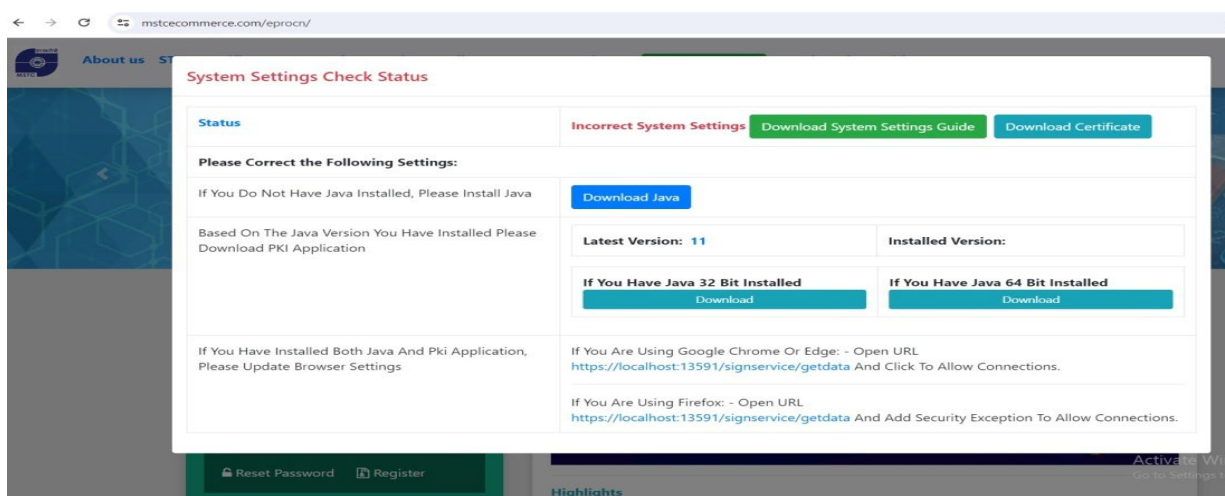 mstcecommerce.com/eprocn/
MSTC
About us ST
System Settings Check Status
Status
Incorrect System Settings Download System Settings Guide Download Certificate
Please Correct the Following Settings:
If You Do Not Have Java Installed, Please Install Java
Download Java
Based On The Java Version You Have Installed Please
Download PKI Application
Latest Version: 11
Installed Version:
If You Have Java 32 Bit Installed
Download
If You Have Java 64 Bit Installed
Download
If You Have Installed Both Java And Pki Application,
Please Update Browser Settings
If You Are Using Google Chrome Or Edge: - Open URL
https://localhost:13591/signservice/getdata And Click To Allow Connections.
If You Are Using Firefox: - Open URL
https://localhost:13591/signservice/getdata And Add Security Exception To Allow Connections.
Reset Password Register
Highlights
Activate Wi
Go to Settings t